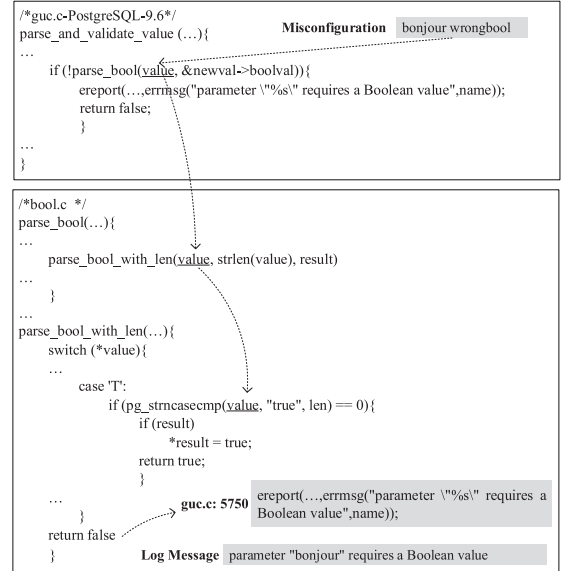 /*guc.c-PostgreSQL-9.6*/
Misconfiguration bonjour wrongbool
parse_and_validate_value (…){
…
if (!parse_bool(value, &newval->boolval)){
ereport(…,errmsg("parameter \"%s\" requires a Boolean value",name));
return false;
}
…
}
/*bool.c */
parse_bool(…){
…
parse_bool_with_len(value, strlen(value), result)
…
}
…
parse_bool_with_len(…){
switch (*value){
…
case 'T':
if (pg_strncasecmp(value, "true", len) == 0){
if (result)
*result = true;
return true;
}
…
}
guc.c: 5750 ereport(…,errmsg("parameter \"%s\" requires a
Boolean value",name));
return false
}
Log Message parameter "bonjour" requires a Boolean value